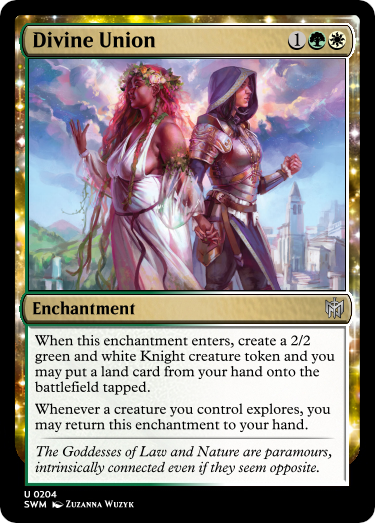 Divine Union 1
Enchantment
When this enchantment enters, create a 2/2
green and white Knight creature token and you
may put a land card from your hand onto the
battlefield tapped.
Whenever a creature you control explores, you
may return this enchantment to your hand.
The Goddesses of Law and Nature are paramours,
intrinsically connected even if they seem opposite.
U 0204
SWM Zuzanna Wuzyk